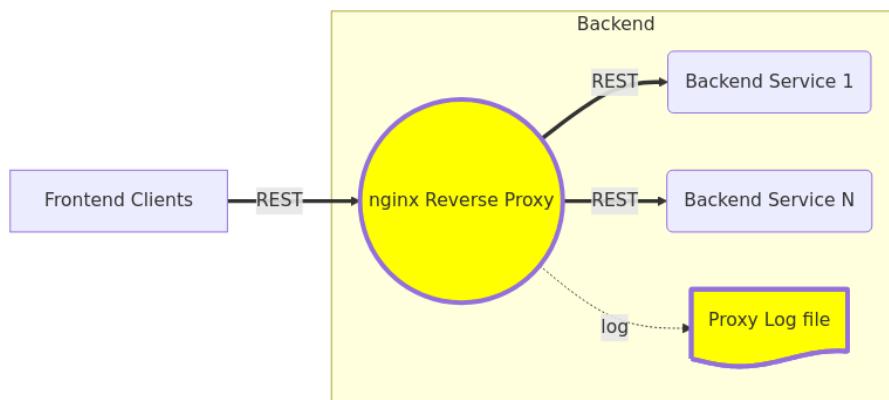 Backend
REST
Backend Service 1
Frontend Clients
REST
nginx Reverse Proxy
REST
Backend Service N
log
Proxy Log file